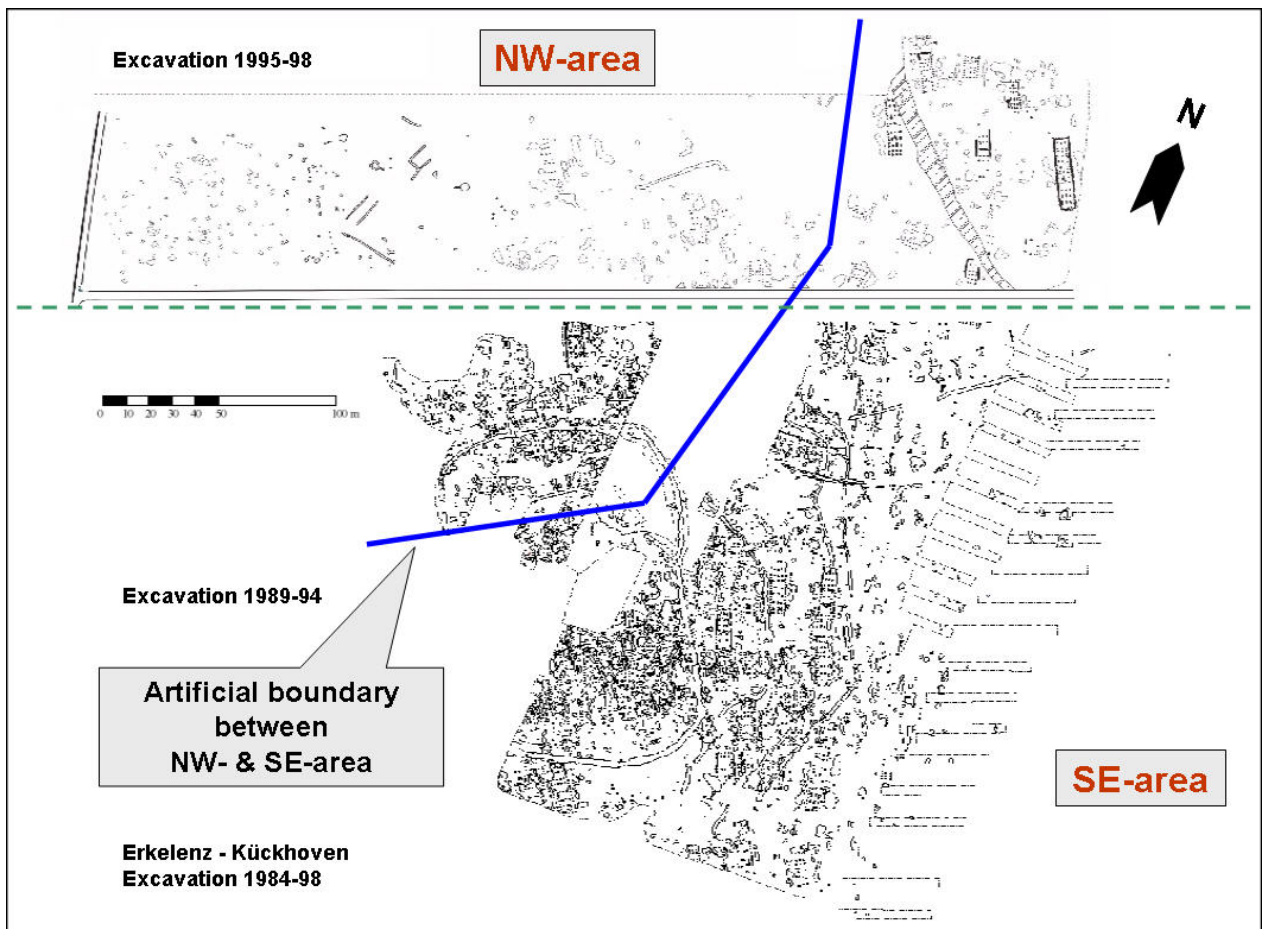 Excavation 1995-98
NW-area
N
0 10 20 30 40 50 100 m
Excavation 1989-94
Artificial boundary
between
NW- & SE-area
SE-area
Erkelenz - Kückhoven
Excavation 1984-98